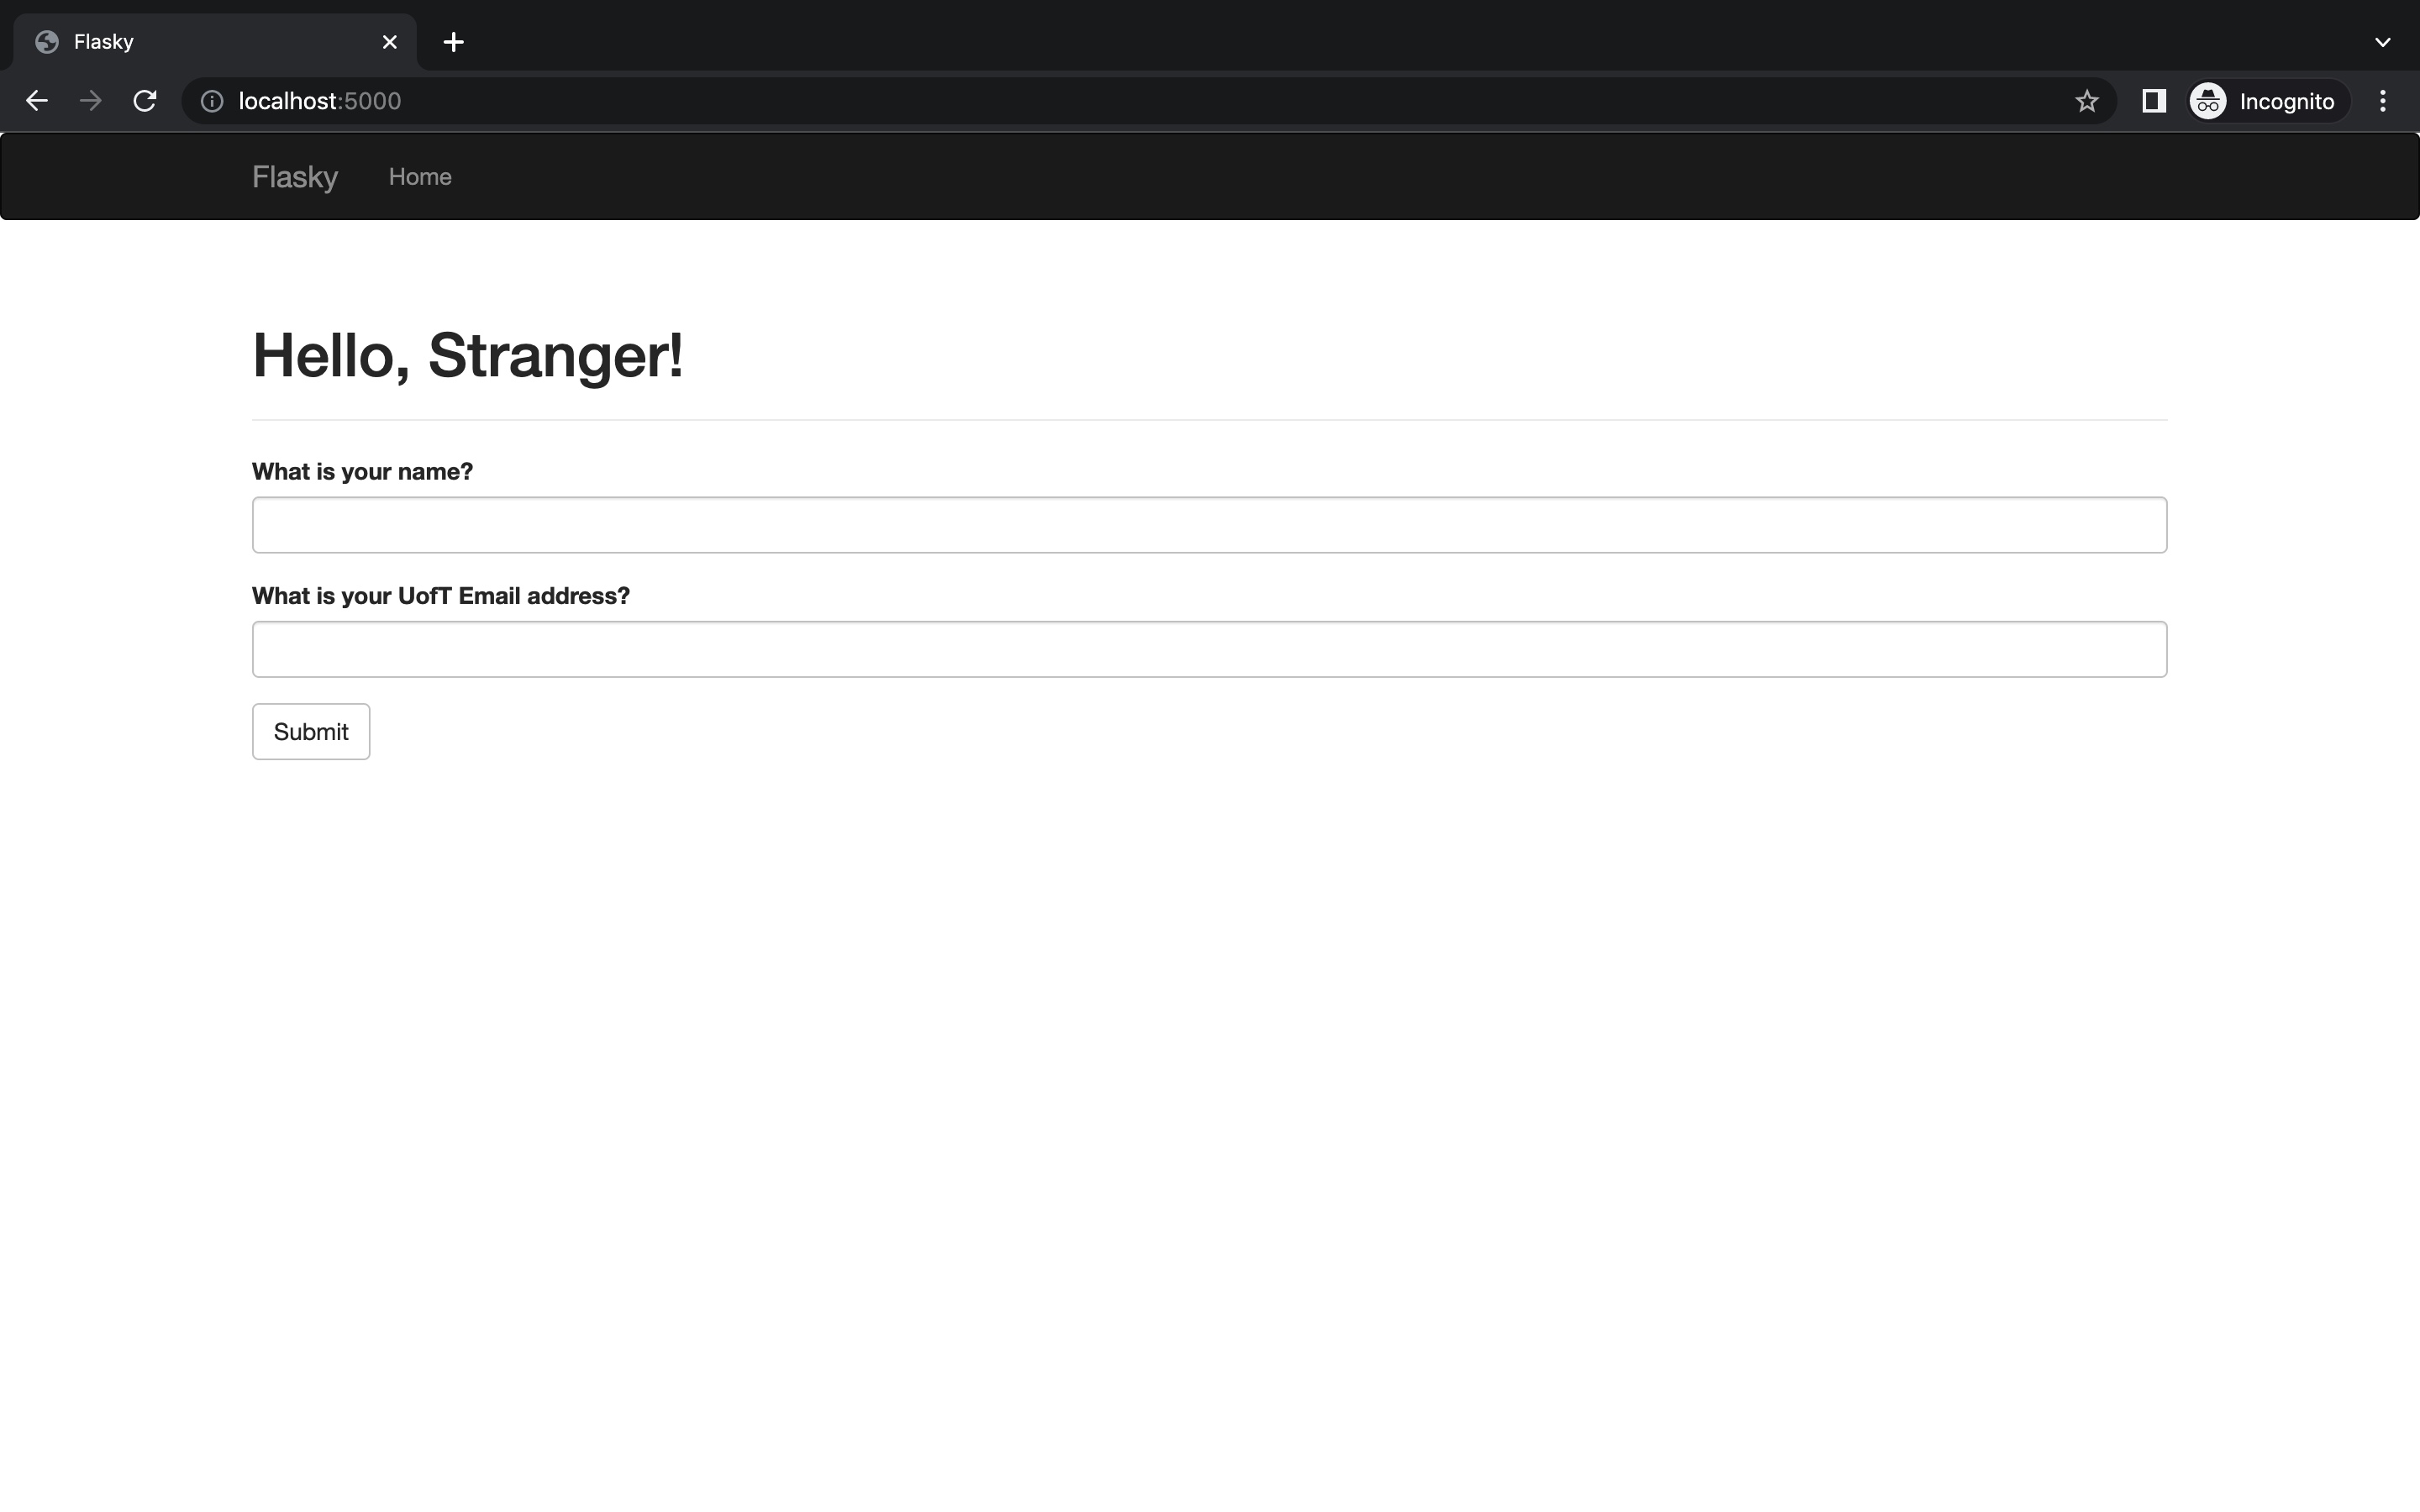 Flasky
localhost:5000
Incognito
Flasky Home
Hello, Stranger!
What is your name?
What is your UofT Email address?
Submit